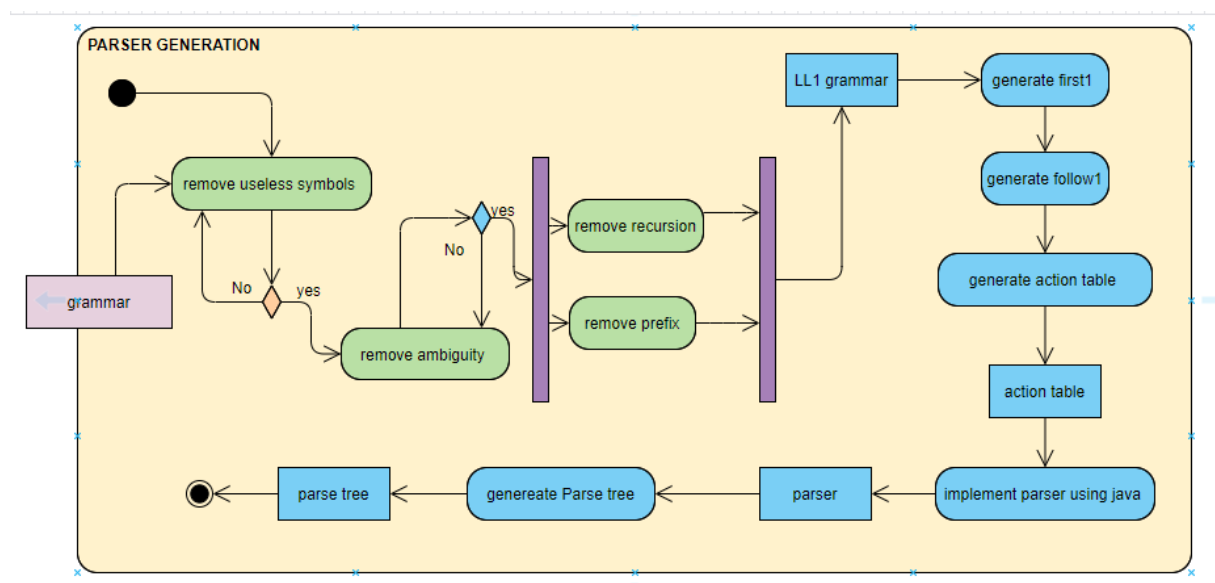 PARSER GENERATION
LL1 grammar
generate first1
remove useless symbols
generate follow1
yes
remove recursion
No
generate action table
No
yes
grammar
remove prefix
remove ambiguity
action table
parse tree
genereate Parse tree
parser
implement parser using java